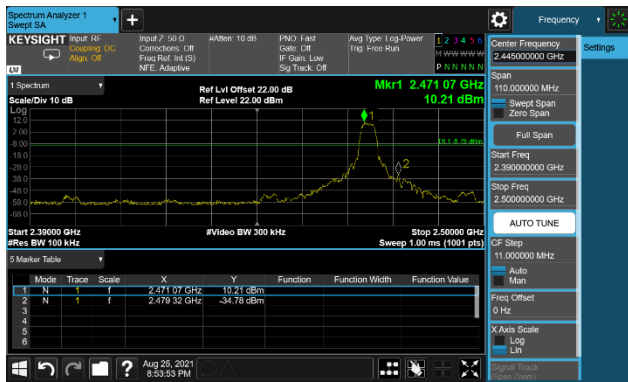 Spectrum Analyzer 1
Swept SA
+
Frequency
KEYSIGHT
Input: RF
Coupling: DC
Align: Off
Input Z: 50 Ω
Corrections: Off
Freq Ref: Int (S)
NFE: Adaptive
#Atten: 10 dB
PNO: Fast
Gate: Off
IF Gain: Low
Sig Track: Off
Avg Type: Log-Power
Trig: Free Run
1 2 3 4 5 6
M W W W W W
P N N N N N
LXI
1 Spectrum
Scale/Div 10 dB
Ref Lvl Offset 22.00 dB
Ref Level 22.00 dBm
Mkr1 2.471 07 GHz
10.21 dBm
Log
12.0
2.00
-8.00
-18.0
-28.0
-38.0
-48.0
-58.0
-68.0
1
DL1 -9.79 dBm
2
Start 2.39000 GHz
#Res BW 100 kHz
#Video BW 300 kHz
Stop 2.50000 GHz
Sweep 1.00 ms (1001 pts)
5 Marker Table
Mode Trace Scale X Y Function Function Width Function Value
1 N 1 f 2.471 07 GHz 10.21 dBm
2 N 1 f 2.479 32 GHz -34.78 dBm
3
4
5
6
?
Aug 25, 2021
8:53:53 PM
Center Frequency
2.445000000 GHz
Settings
Span
110.000000 MHz
Swept Span
Zero Span
Full Span
Start Freq
2.390000000 GHz
Stop Freq
2.500000000 GHz
AUTO TUNE
CF Step
11.000000 MHz
Auto
Man
Freq Offset
0 Hz
X Axis Scale
Log
Lin
Signal Track
(Span Zoom)